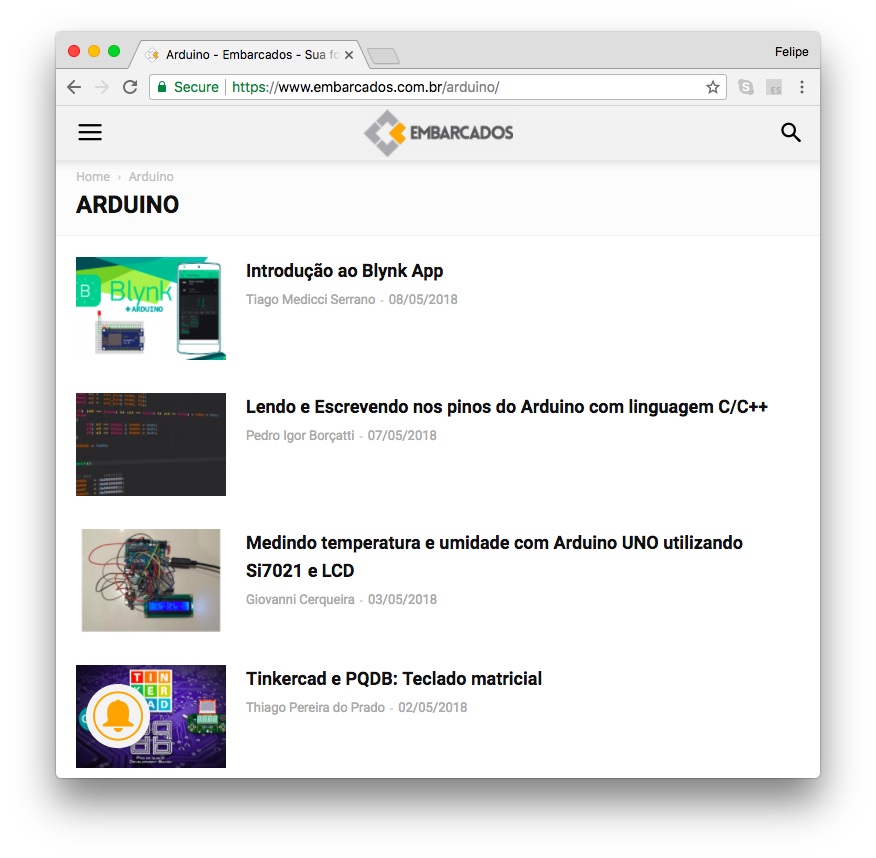 Arduino - Embarcados - Sua fo
Felipe
Secure https://www.embarcados.com.br/arduino/
ES
EMBARCADOS
Home › Arduino
ARDUINO
Blynk
+ARDUINO
B
Introdução ao Blynk App
Tiago Medicci Serrano - 08/05/2018
Lendo e Escrevendo nos pinos do Arduino com linguagem C/C++
Pedro Igor Borçatti - 07/05/2018
Medindo temperatura e umidade com Arduino UNO utilizando
Si7021 e LCD
Giovanni Cerqueira - 03/05/2018
Tinkercad e PQDB: Teclado matricial
Thiago Pereira do Prado - 02/05/2018